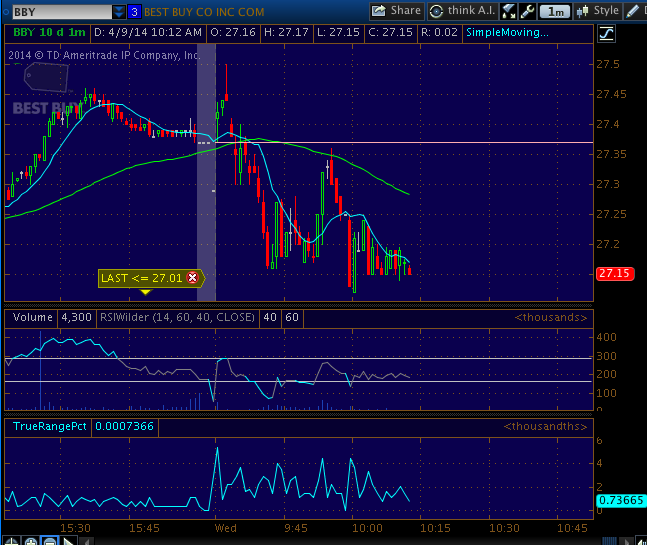 BBY 3 BEST BUY CO INC COM Share think A.I. 1m Style
BBY 10 d 1m D: 4/9/14 10:12 AM O: 27.16 H: 27.17 L: 27.15 C: 27.15 R: 0.02 SimpleMoving...
2014 © TD Ameritrade IP Company, Inc.
BEST BUY
27.5
27.45
27.4
27.35
27.3
27.25
27.2
27.15
LAST <= 27.01
Volume 4,300 RSIWilder (14, 60, 40, CLOSE) 40 60 <thousands>
400
300
200
100
0
TrueRangePct 0.0007366 <thousandths>
6
4
2
0.73665
15:30 15:45 Wed 9:45 10:00 10:15 10:30 10:45